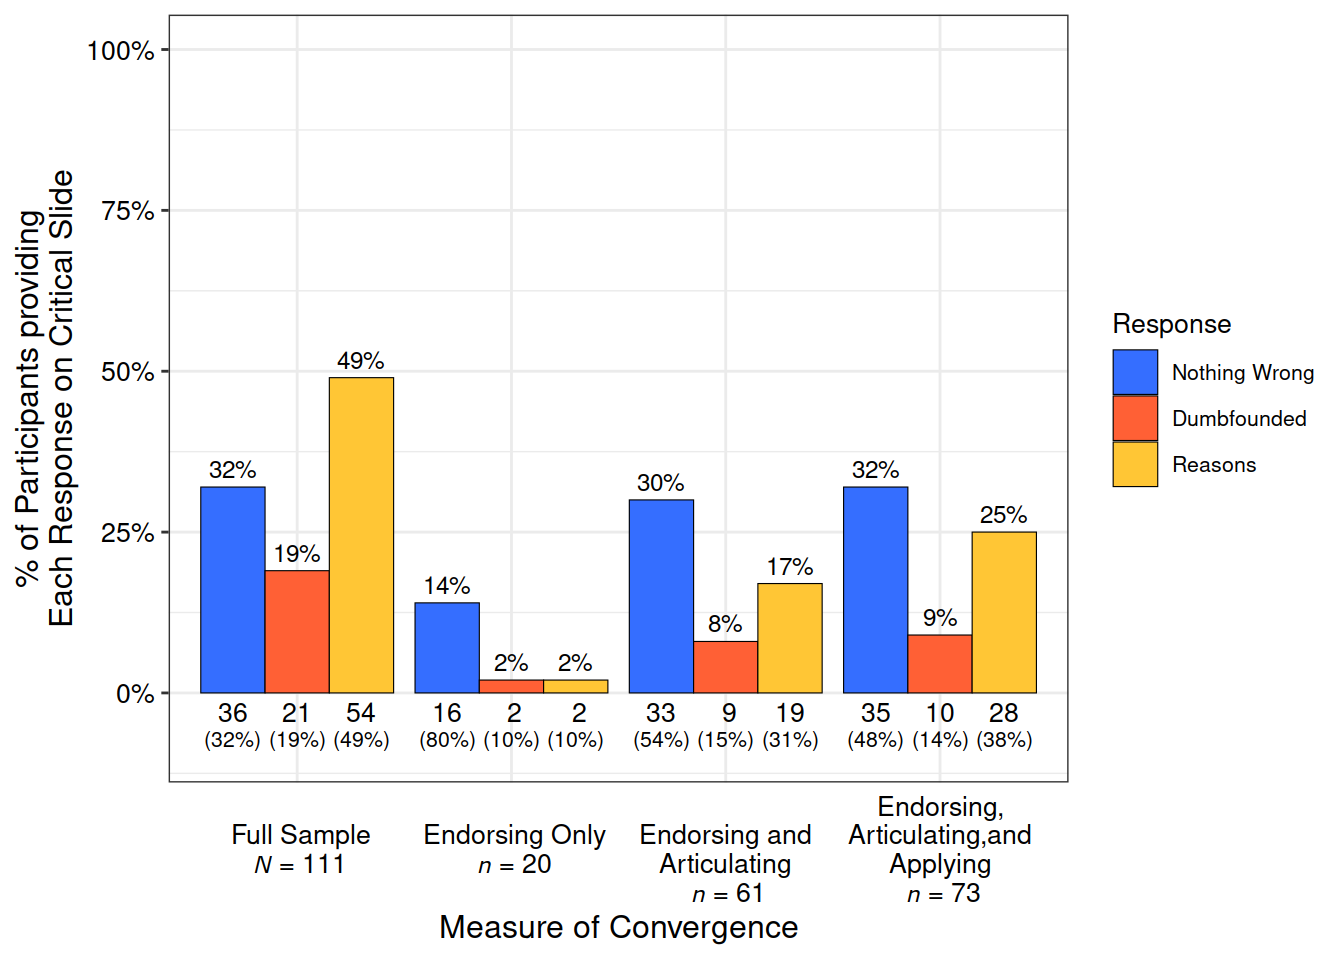 % of Participants providing
Each Response on Critical Slide
100%
75%
50%
25%
0%
32%
19%
49%
14%
2%
2%
30%
8%
17%
32%
9%
25%
36 21 54
(32%) (19%) (49%)
16 2 2
(80%) (10%) (10%)
33 9 19
(54%) (15%) (31%)
35 10 28
(48%) (14%) (38%)
Full Sample
N = 111
Endorsing Only
n = 20
Endorsing and
Articulating
n = 61
Endorsing,
Articulating,and
Applying
n = 73
Measure of Convergence
Response
Nothing Wrong
Dumbfounded
Reasons